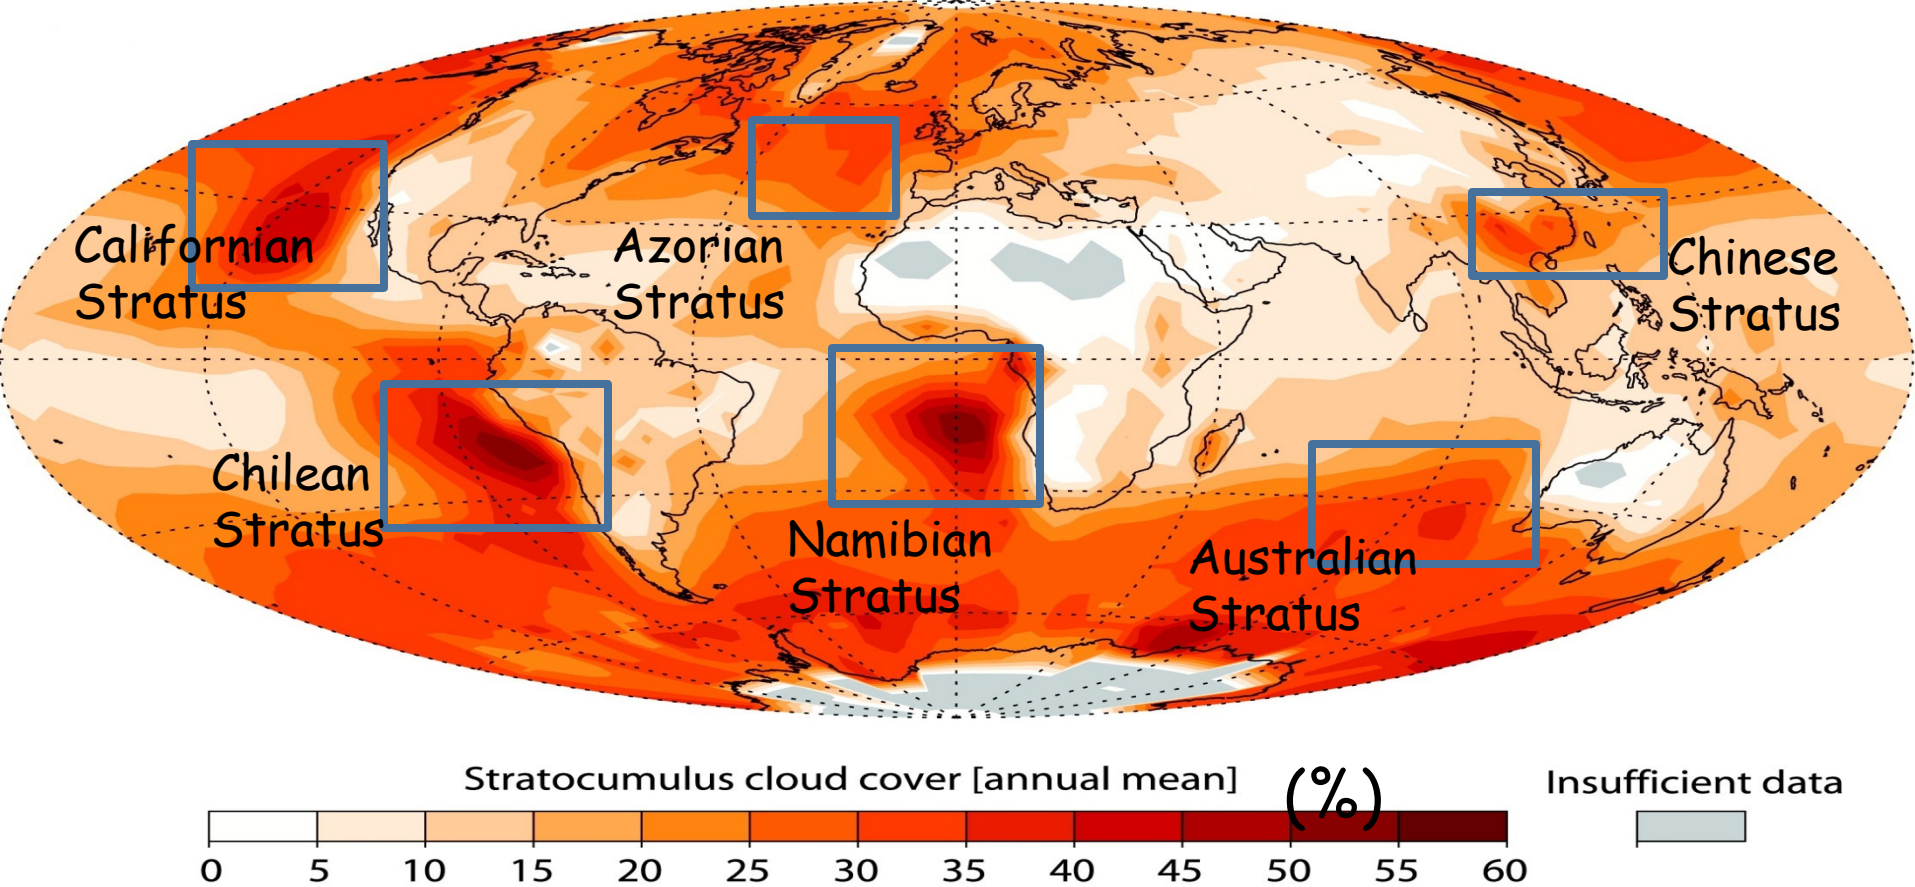 Californian
Stratus
Azorian
Stratus
Chinese
Stratus
Chilean
Stratus
Namibian
Stratus
Australian
Stratus
Stratocumulus cloud cover [annual mean] (%)
Insufficient data
0 5 10 15 20 25 30 35 40 45 50 55 60